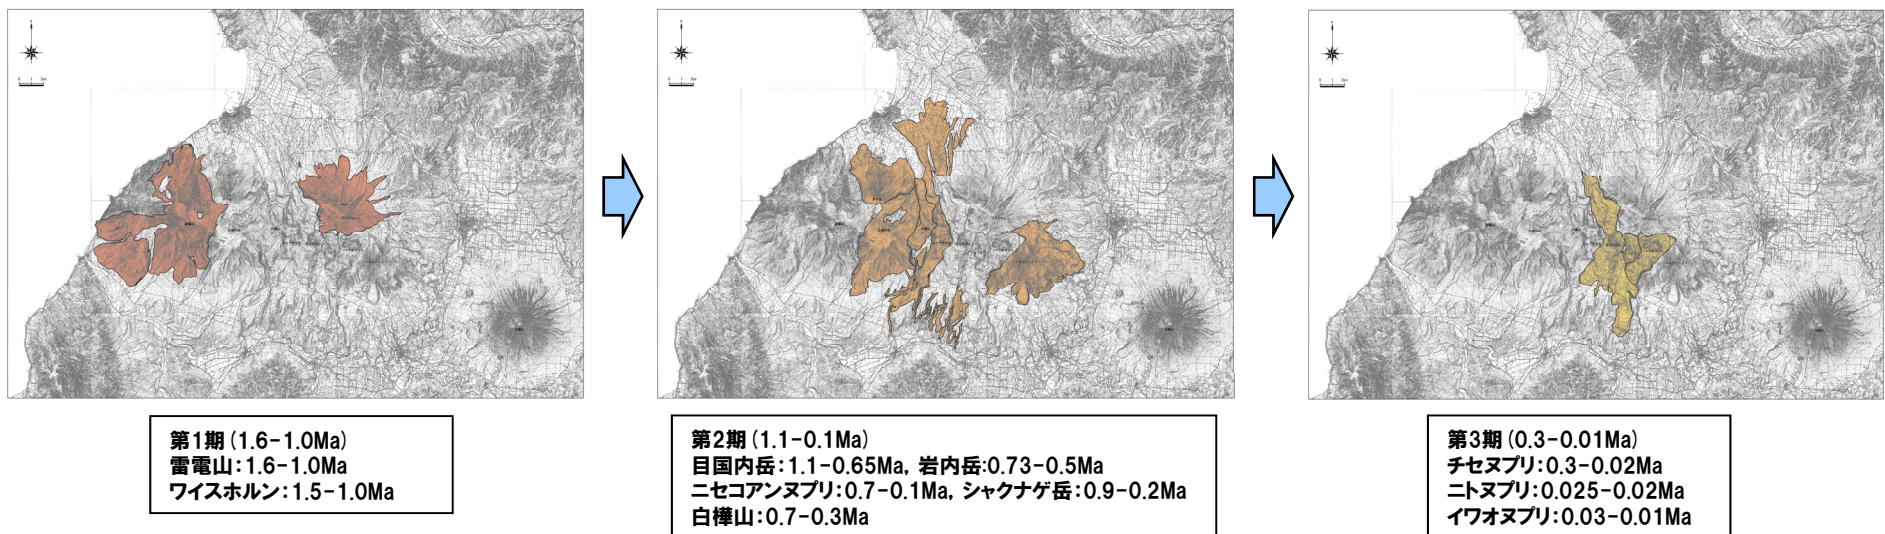 第1期(1.6-1.0Ma)
雷電山:1.6-1.0Ma
ワイスホルン:1.5-1.0Ma
第2期(1.1-0.1Ma)
目国内岳:1.1-0.65Ma, 岩内岳:0.73-0.5Ma
ニセコアンヌプリ:0.7-0.1Ma, シャクナゲ岳:0.9-0.2Ma
白樺山:0.7-0.3Ma
第3期(0.3-0.01Ma)
チセヌプリ:0.3-0.02Ma
ニトヌプリ:0.025-0.02Ma
イワオヌプリ:0.03-0.01Ma